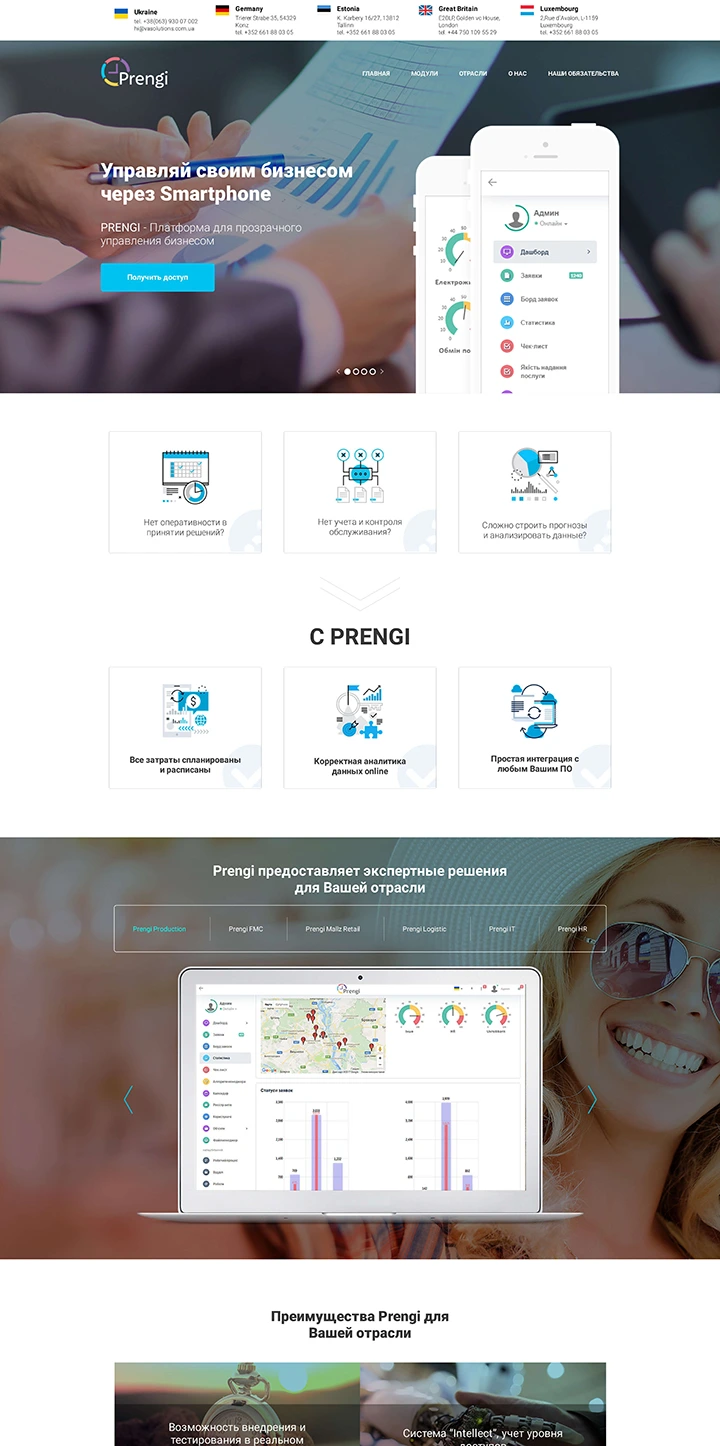 Ukraine
tel. +38(063) 930 07 002
hr@vasolutions.com.ua
Germany
Trierer Strabe 35, 54329
Konz
tel. +352 661 88 03 05
Estonia
K. Karbery 16/27, 13812
Tallinn
tel. +352 661 88 03 05
Great Britain
E20LP, Golden vc House,
London
tel. +44 750 109 55 29
Luxembourg
2,Rue d'Avalon, L-1159
Luxembourg
tel. +352 661 88 03 05
Prengi
ГЛАВНАЯ
МОДУЛИ
ОТРАСЛИ
О НАС
НАШИ ОБЯЗАТЕЛЬСТВА
Управляй своим бизнесом
через Smartphone
PRENGI - Платформа для прозрачного
управления бизнесом
Получить доступ
Електрож
Обмін по
Админ
Онлайн
Дашборд
Заявки
Борд заявок
Статистика
Чек-лист
Якість надання
послуги
Нет оперативности в
принятии решений?
Нет учета и контроля
обслуживания?
Сложно строить прогнозы
и анализировать данные?
С PRENGI
Все затраты спланированы
и расписаны
Корректная аналитика
данных online
Простая интеграция с
любым Вашим ПО
Prengi предоставляет экспертные решения
для Вашей отрасли
Prengi Production
Prengi FMC
Prengi Mallz Retail
Prengi Logistic
Prengi iT
Prengi HR
Prengi
Админ
Дашборд
Статистика
Чек-лист
Статуси заявок
Преимущества Prengi для
Вашей отрасли
Возможность внедрения и
тестирования в реальном
Система "Intellect", учет уровня
доступов